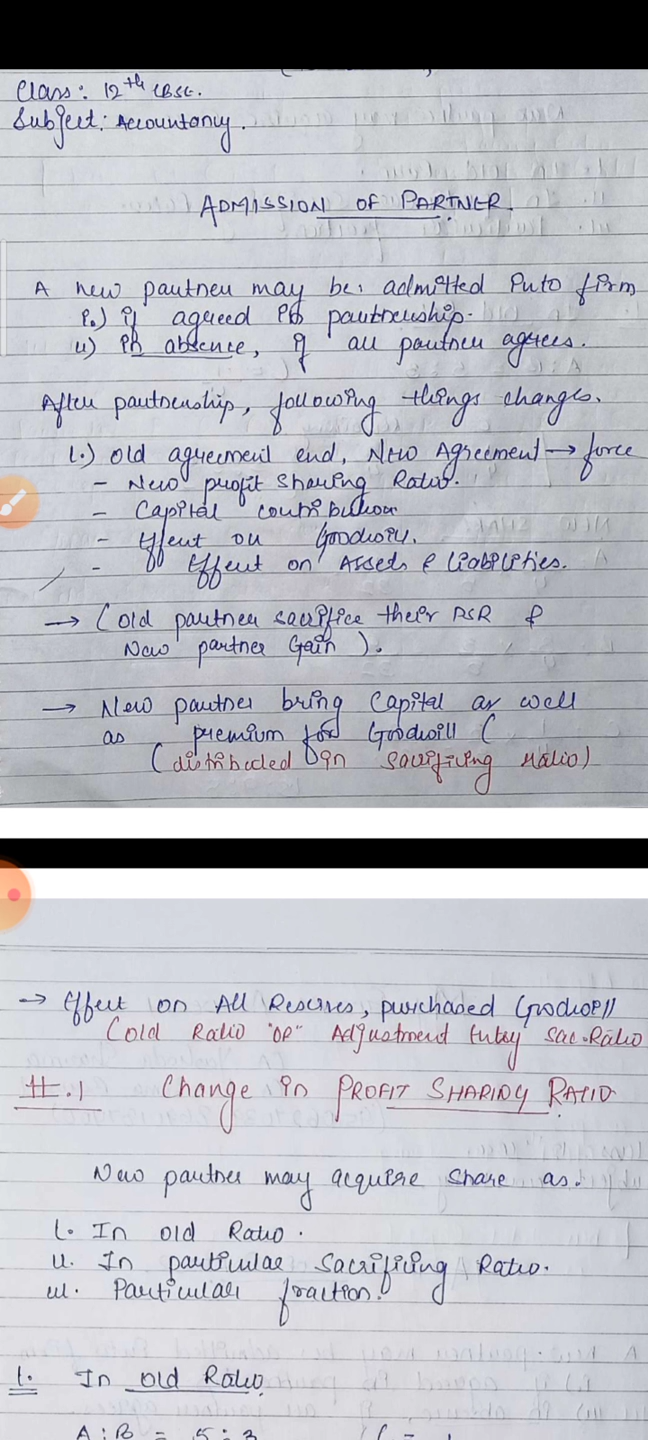 Class: 12th CBSE.
Subject: Accountancy.
ADMISSION OF PARTNER.
A new partner may be admitted into firm
i.) if agreed in partnership.
ii) in absence, if all partner agrees.
After partnership, following things changes.
1.) Old agreement end, New Agreement → force
- New profit sharing Ratio.
- Capital contribution
- Effect on Goodwill.
- Effect on Assets & liabilities.
→ (Old partner sacrifice their PSR &
New partner Gain).
→ New partner bring Capital as well
as premium for Goodwill (
(distributed in sacrificing ratio)
→ Effect on All Reserves, purchased Goodwill
(Old Ratio "OR" Adjustment Entry Sac. Ratio
#.1 Change in PROFIT SHARING RATIO
New partner may acquire share as.
i. In old Ratio.
ii. In particular Sacrificing Ratio.
iii. Particular fraction.
1. In old Ratio
A : B = 5 : 3